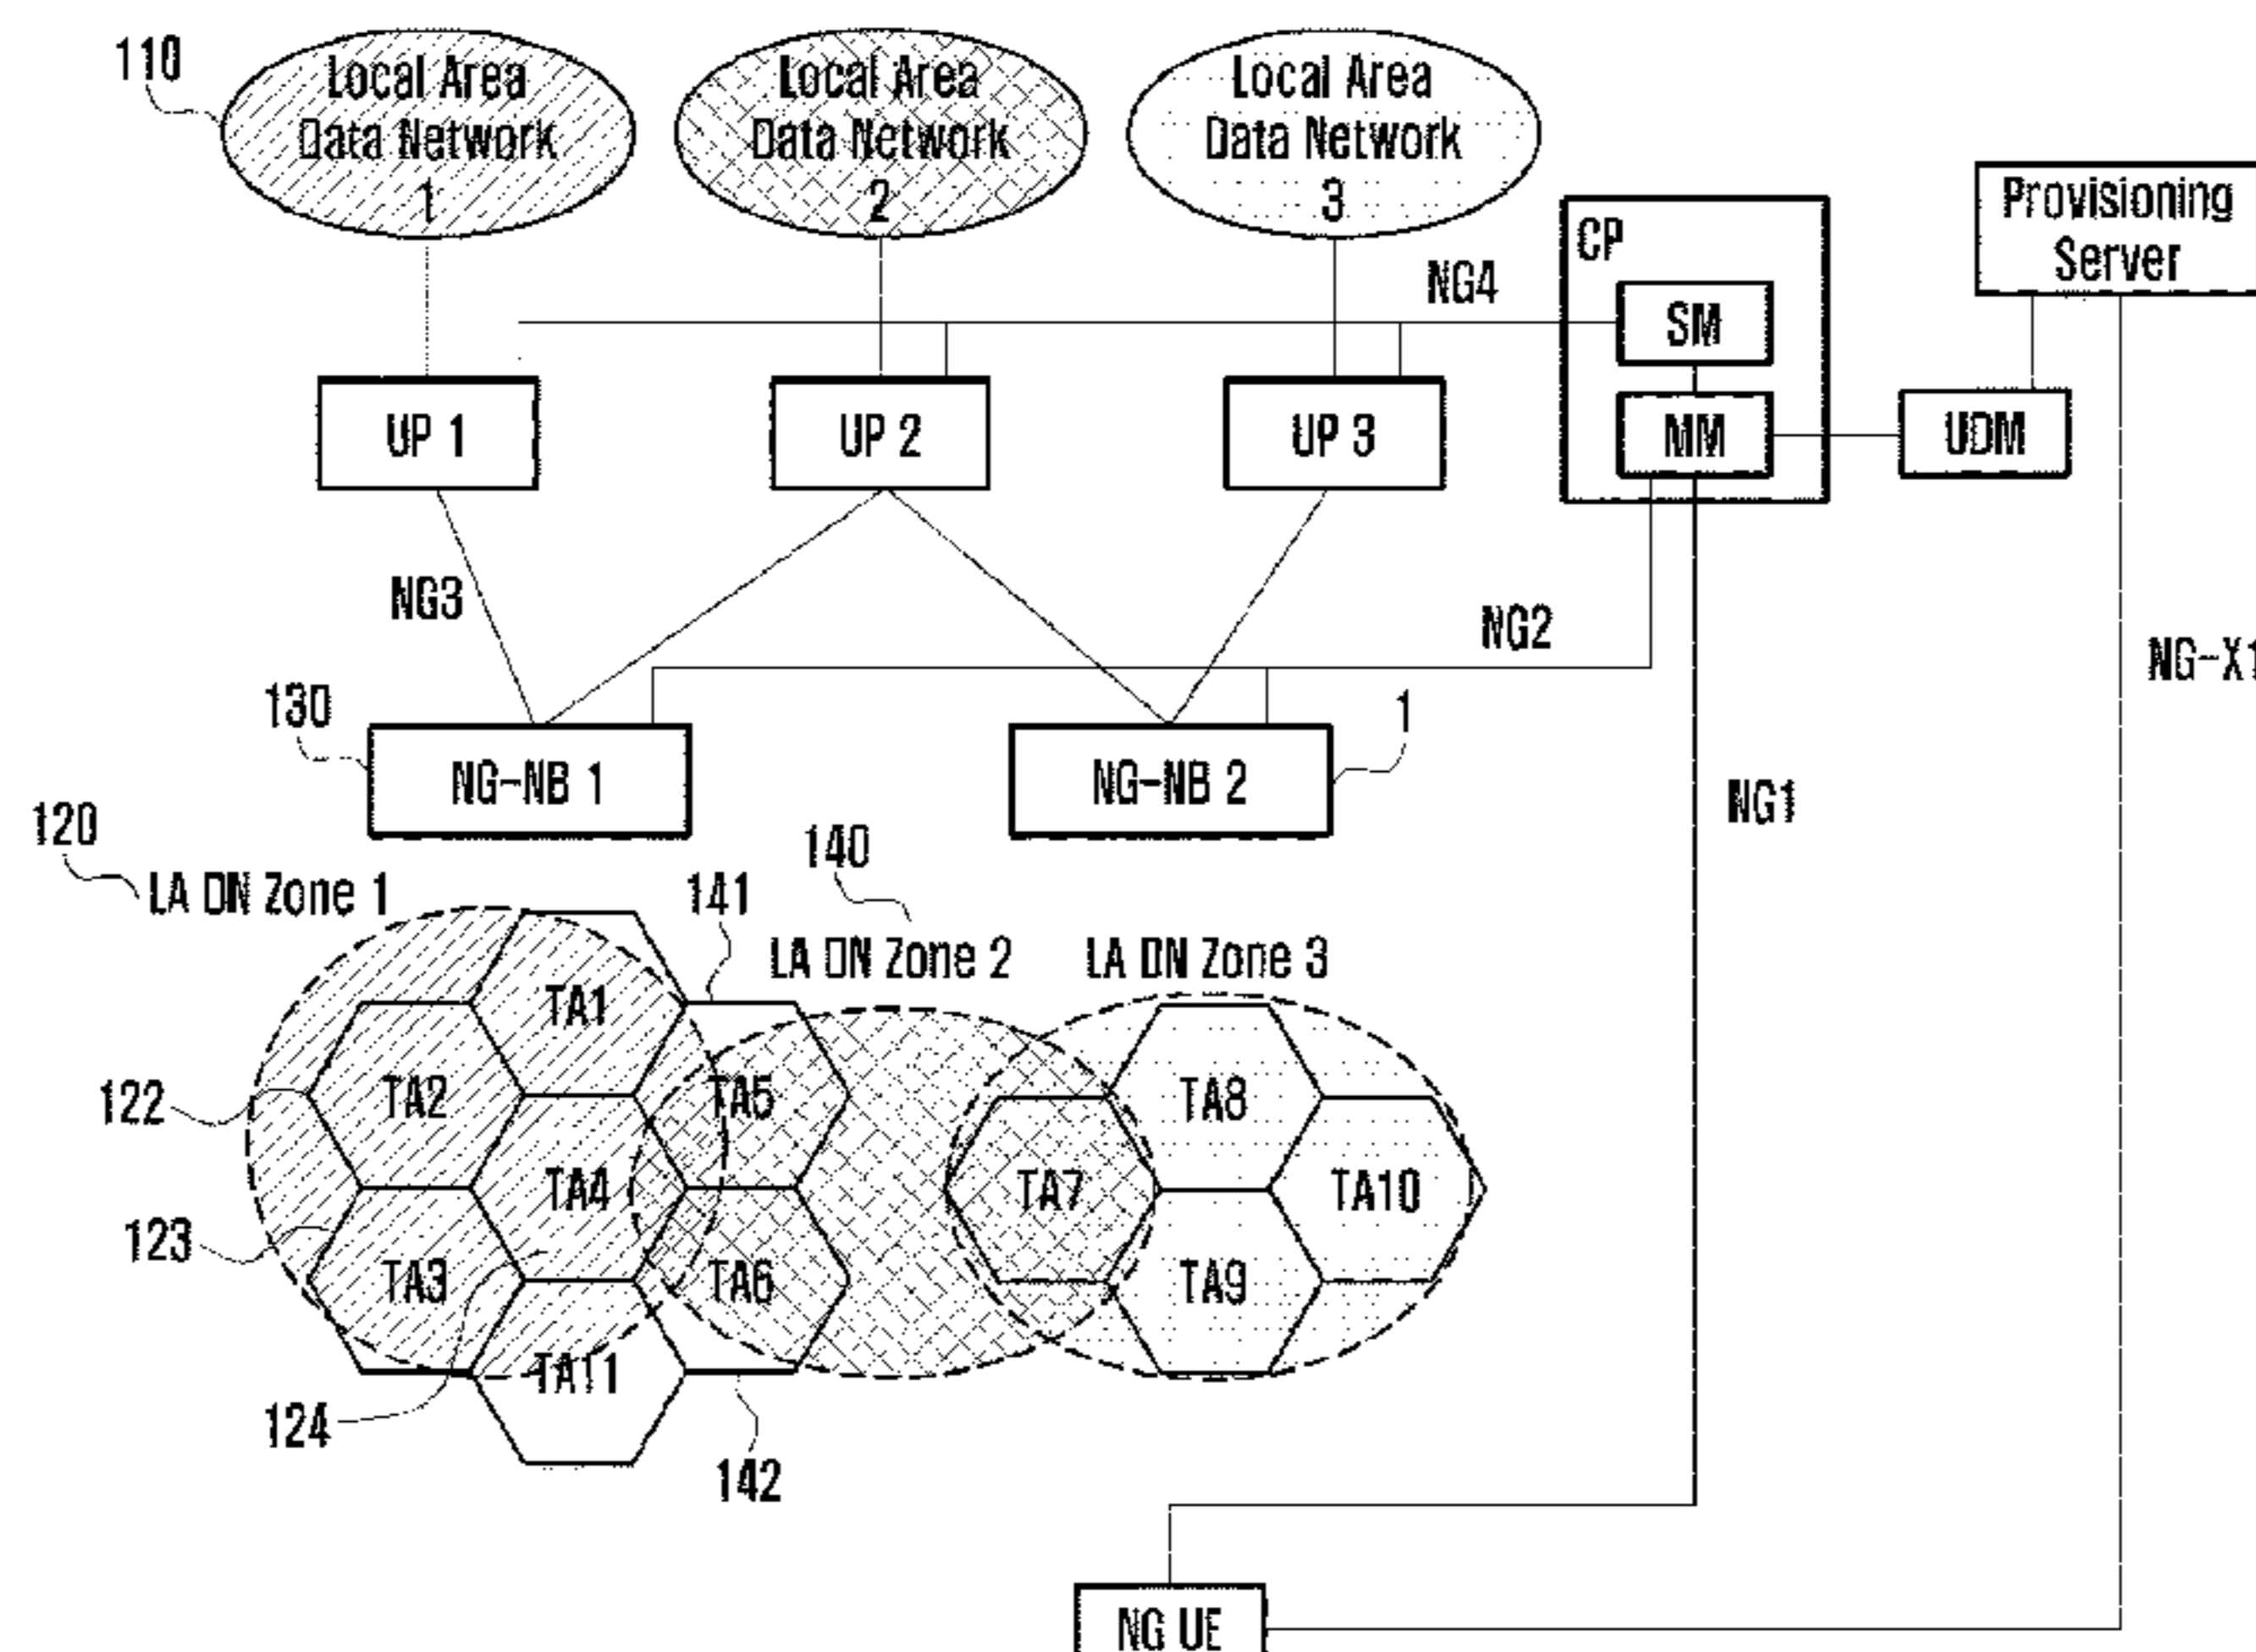 110
Local Area
Data Network
1
Local Area
Data Network
2
Local Area
Data Network
3
Provisioning
Server
CP
NG4
SM
UP 1
UP 2
UP 3
MM
UDM
NG3
NG2
NG-X1
130
1
NG-NB 1
NG-NB 2
NG1
120
140
LA DN Zone 1
141
LA DN Zone 2
LA DN Zone 3
TA1
122
TA2
TA5
TA8
TA4
TA7
TA10
123
TA3
TA6
TA9
TA11
124
142
NG UE